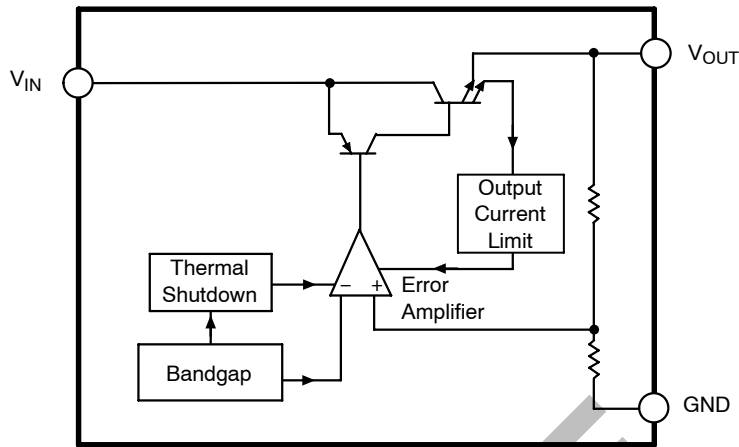 V_IN
V_OUT
Output
Current
Limit
Thermal
Shutdown
− +
Error
Amplifier
Bandgap
GND